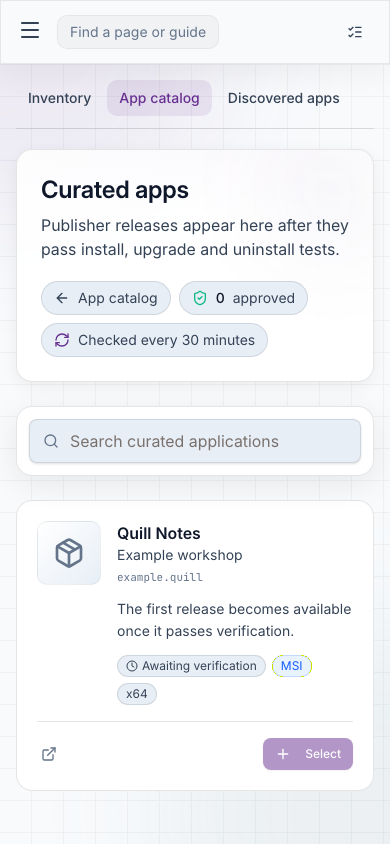 Find a page or guide
Inventory
App catalog
Discovered apps
Curated apps
Publisher releases appear here after they
pass install, upgrade and uninstall tests.
App catalog
0 approved
Checked every 30 minutes
Search curated applications
Quill Notes
Example workshop
example.quill
The first release becomes available
once it passes verification.
Awaiting verification
MSI
x64
Select